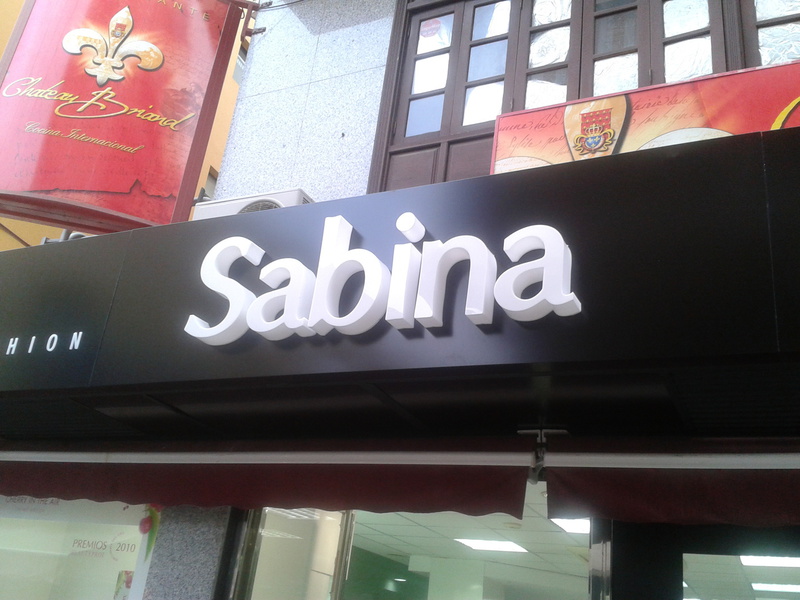 Chateau Briand
Cocina Internacional
Sabina
HION
PREMIOS 2010